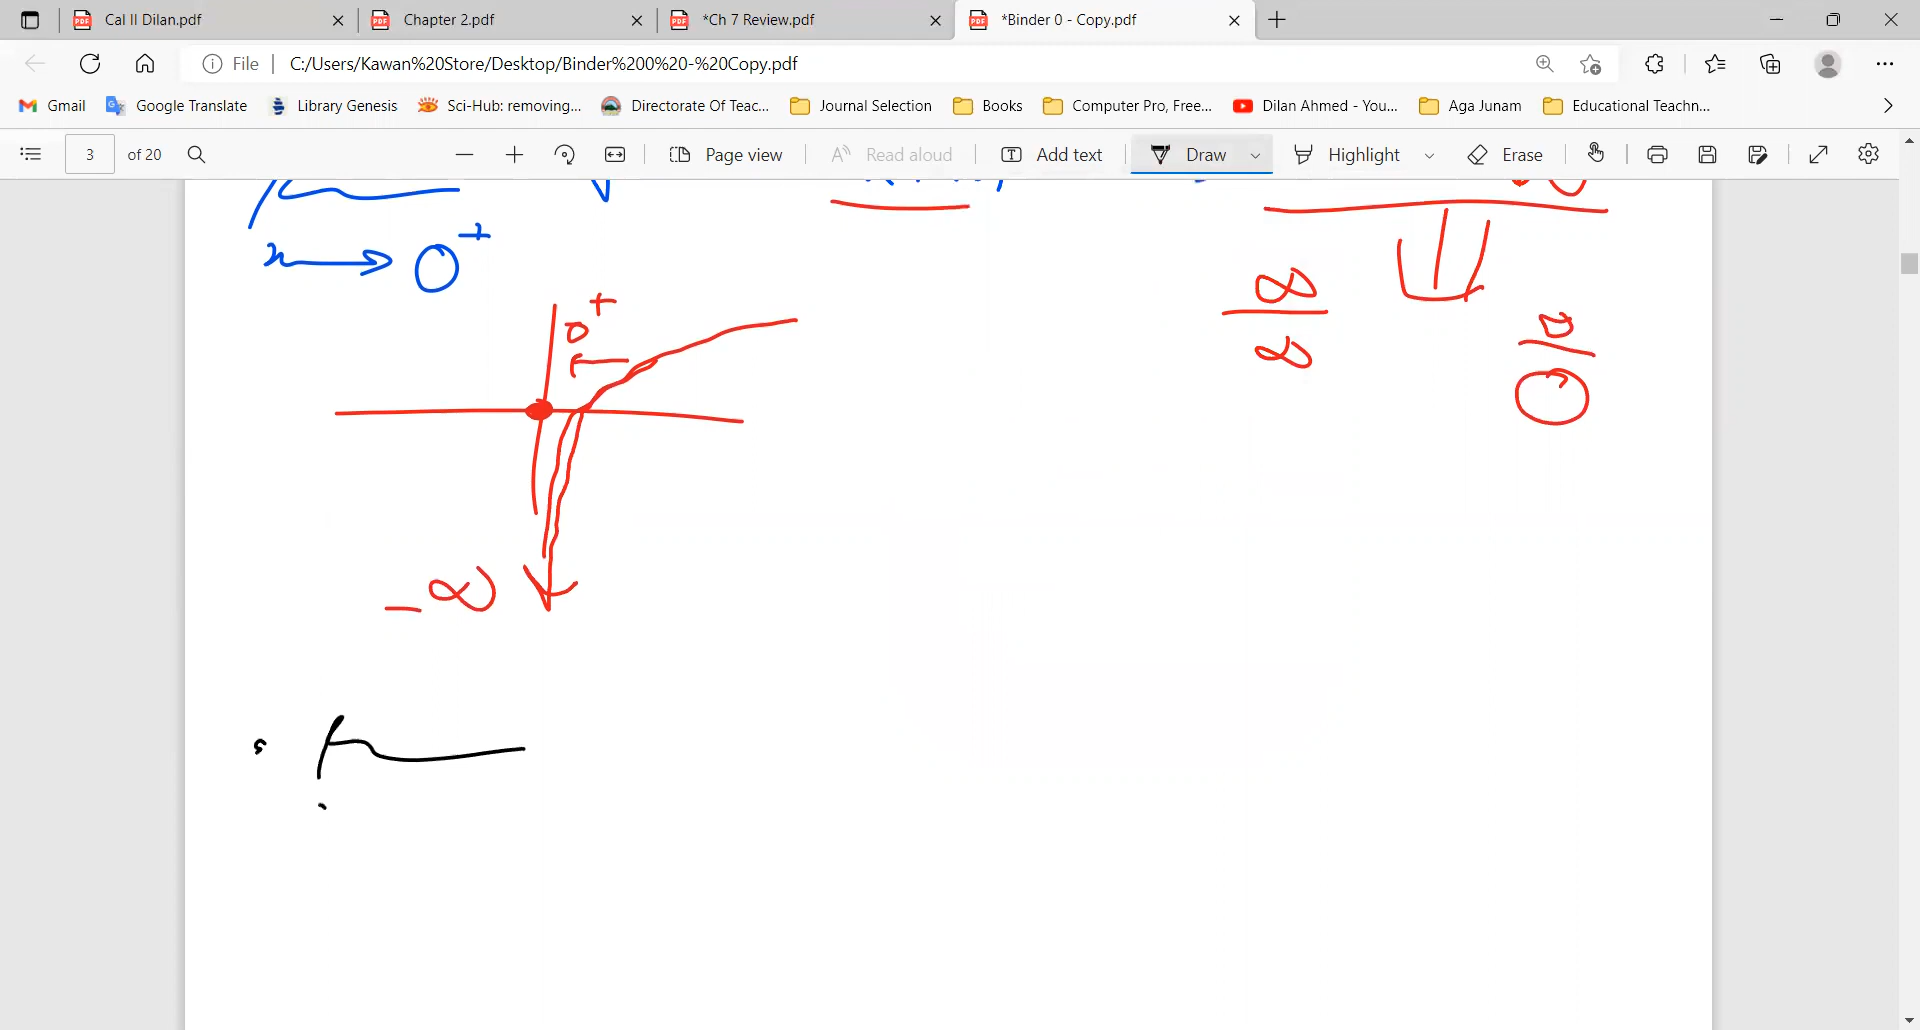 Cal II Dilan.pdf Chapter 2.pdf *Ch 7 Review.pdf *Binder 0 - Copy.pdf
File C:/Users/Kawan%20Store/Desktop/Binder%200%20-%20Copy.pdf
Gmail Google Translate Library Genesis Sci-Hub: removing... Directorate Of Teac... Journal Selection Books Computer Pro, Free... Dilan Ahmed - You... Aga Junam Educational Teachn...
3 of 20 Page view Read aloud Add text Draw Highlight Erase
x → 0⁺
∞
∞
0⁺
0
0
-∞